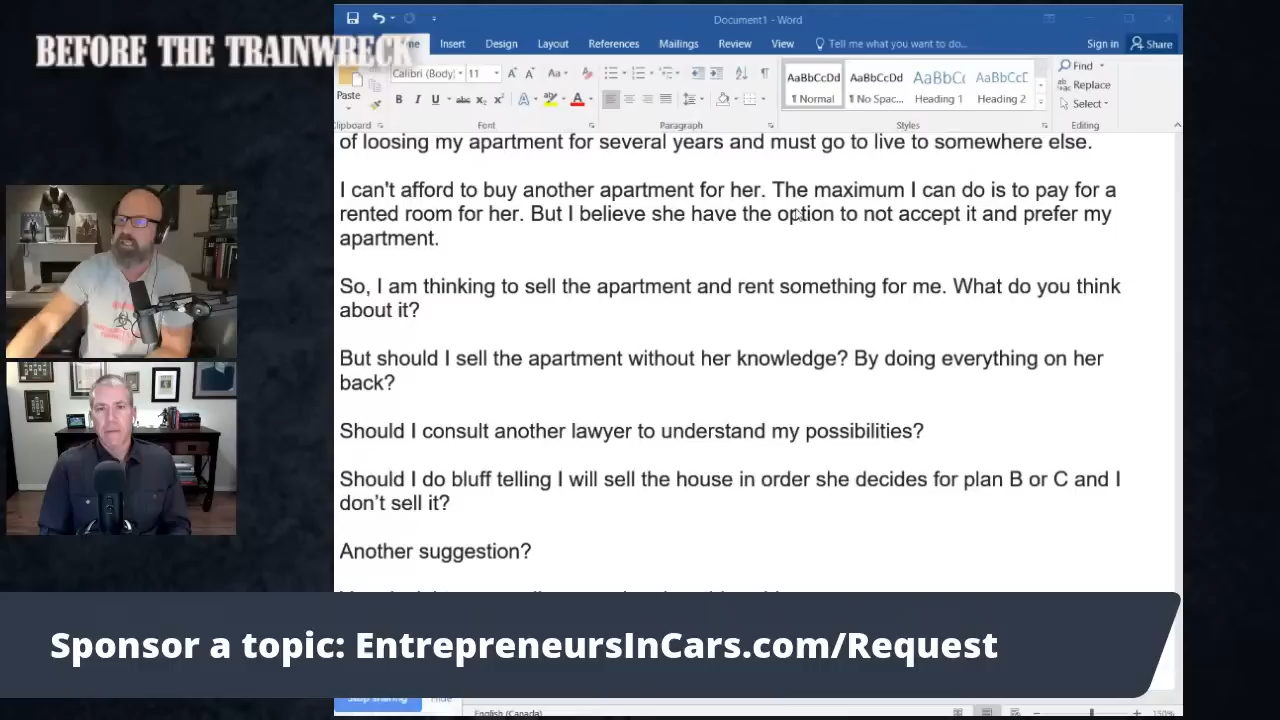 BEFORE THE TRAINWRECK
Document1 - Word
Insert Design Layout References Mailings Review View Tell me what you want to do... Sign in Share
Paste Calibri (Body) 11 AaBbCcDd AaBbCcDd AaBbC AaBbCcE Find
¶ Normal ¶ No Spac... Heading 1 Heading 2 Replace
Select
Font Paragraph Styles Editing
of loosing my apartment for several years and must go to live to somewhere else.
I can't afford to buy another apartment for her. The maximum I can do is to pay for a
rented room for her. But I believe she have the option to not accept it and prefer my
apartment.
So, I am thinking to sell the apartment and rent something for me. What do you think
about it?
But should I sell the apartment without her knowledge? By doing everything on her
back?
Should I consult another lawyer to understand my possibilities?
Should I do bluff telling I will sell the house in order she decides for plan B or C and I
don't sell it?
Another suggestion?
Sponsor a topic: EntrepreneursInCars.com/Request
English (Canada)
150%